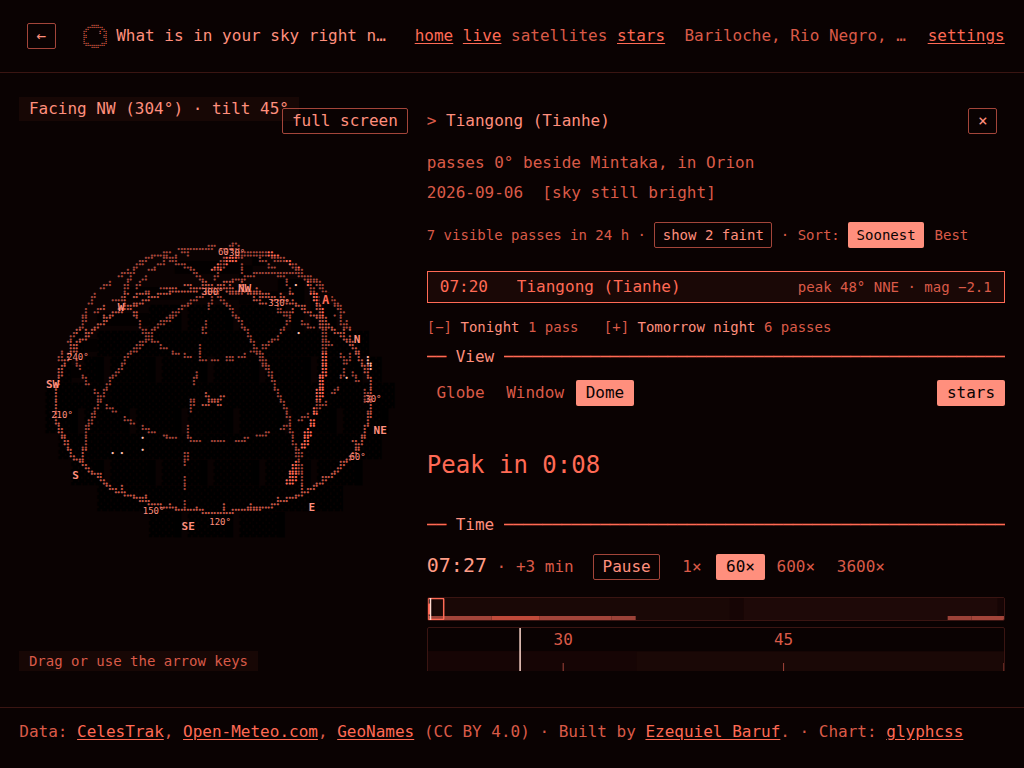 ←
What is in your sky right n…
home live satellites stars
Bariloche, Rio Negro, …
settings
Facing NW (304°) · tilt 45°
full screen
> Tiangong (Tianhe)
×
passes 0° beside Mintaka, in Orion
2026-09-06 [sky still bright]
7 visible passes in 24 h · show 2 faint · Sort: Soonest Best
07:20 Tiangong (Tianhe) peak 48° NNE · mag −2.1
[−] Tonight 1 pass [+] Tomorrow night 6 passes
View
Globe Window Dome stars
Peak in 0:08
Time
07:27 · +3 min Pause 1× 60× 600× 3600×
30 45
NW
300°
330°
A
W
N
240°
SW
30°
210°
NE
60°
S
150°
E
SE
120°
Drag or use the arrow keys
Data: CelesTrak, Open-Meteo.com, GeoNames (CC BY 4.0) · Built by Ezequiel Baruf. · Chart: glyphcss